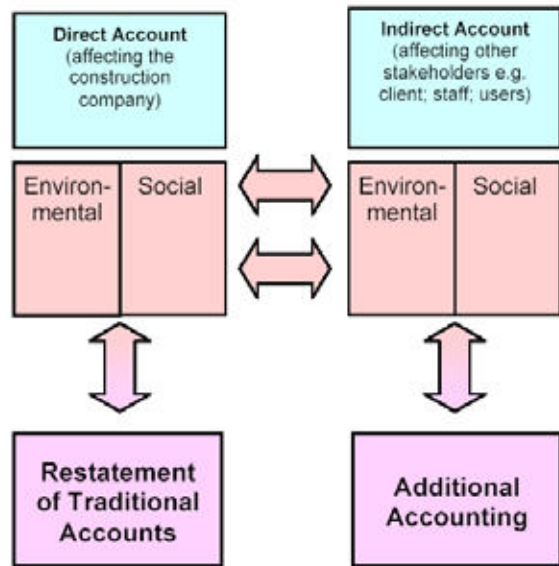 Direct Account
(affecting the
construction
company)
Indirect Account
(affecting other
stakeholders e.g.
client; staff; users)
Environ-
mental
Social
Environ-
mental
Social
Restatement
of Traditional
Accounts
Additional
Accounting